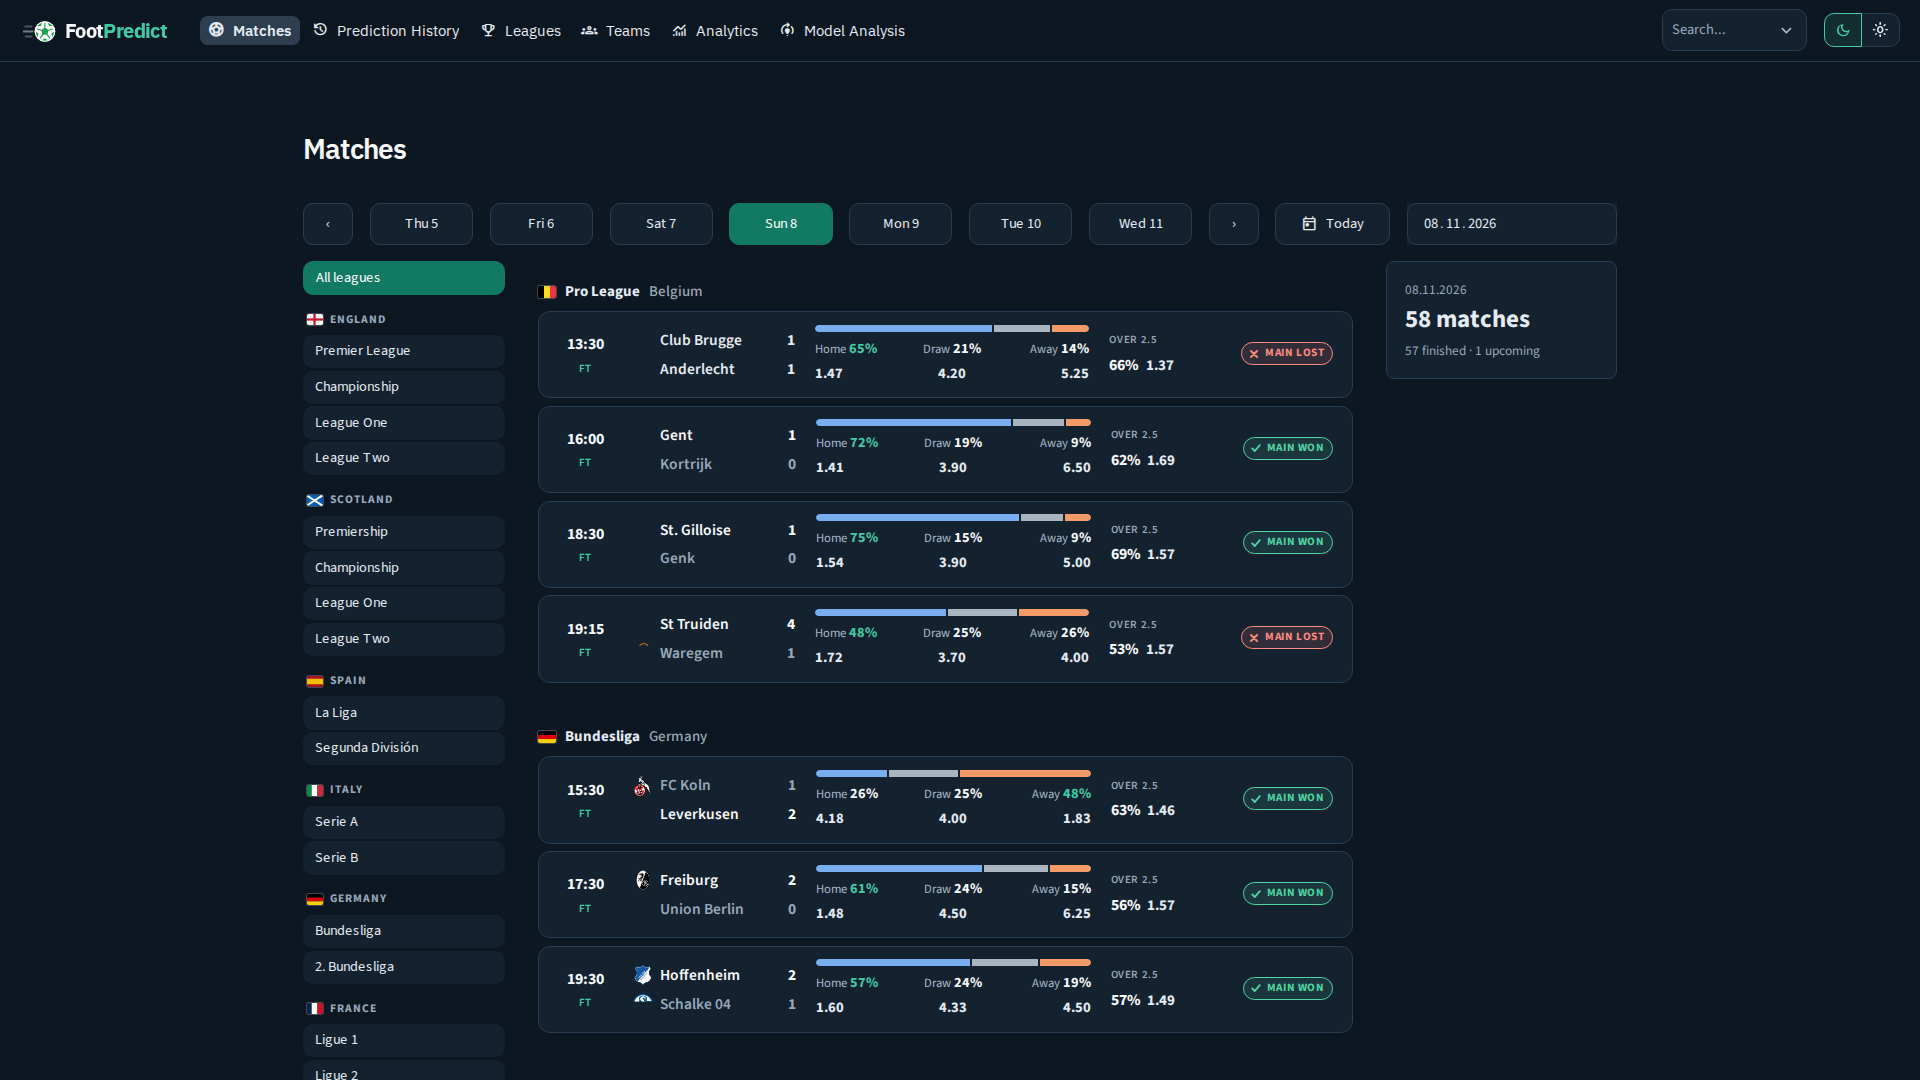 FootPredict
Matches
Prediction History
Leagues
Teams
Analytics
Model Analysis
Search...
Matches
‹
Thu 5
Fri 6
Sat 7
Sun 8
Mon 9
Tue 10
Wed 11
›
Today
08.11.2026
All leagues
ENGLAND
Premier League
Championship
League One
League Two
SCOTLAND
Premiership
Championship
League One
League Two
SPAIN
La Liga
Segunda División
ITALY
Serie A
Serie B
GERMANY
Bundesliga
2. Bundesliga
FRANCE
Ligue 1
Ligue 2
Pro League Belgium
13:30
FT
Club Brugge 1
Anderlecht 1
Home 65% Draw 21% Away 14%
1.47 4.20 5.25
OVER 2.5
66% 1.37
MAIN LOST
16:00
FT
Gent 1
Kortrijk 0
Home 72% Draw 19% Away 9%
1.41 3.90 6.50
OVER 2.5
62% 1.69
MAIN WON
18:30
FT
St. Gilloise 1
Genk 0
Home 75% Draw 15% Away 9%
1.54 3.90 5.00
OVER 2.5
69% 1.57
MAIN WON
19:15
FT
St Truiden 4
Waregem 1
Home 48% Draw 25% Away 26%
1.72 3.70 4.00
OVER 2.5
53% 1.57
MAIN LOST
Bundesliga Germany
15:30
FT
FC Koln 1
Leverkusen 2
Home 26% Draw 25% Away 48%
4.18 4.00 1.83
OVER 2.5
63% 1.46
MAIN WON
17:30
FT
Freiburg 2
Union Berlin 0
Home 61% Draw 24% Away 15%
1.48 4.50 6.25
OVER 2.5
56% 1.57
MAIN WON
19:30
FT
Hoffenheim 2
Schalke 04 1
Home 57% Draw 24% Away 19%
1.60 4.33 4.50
OVER 2.5
57% 1.49
MAIN WON
08.11.2026
58 matches
57 finished · 1 upcoming